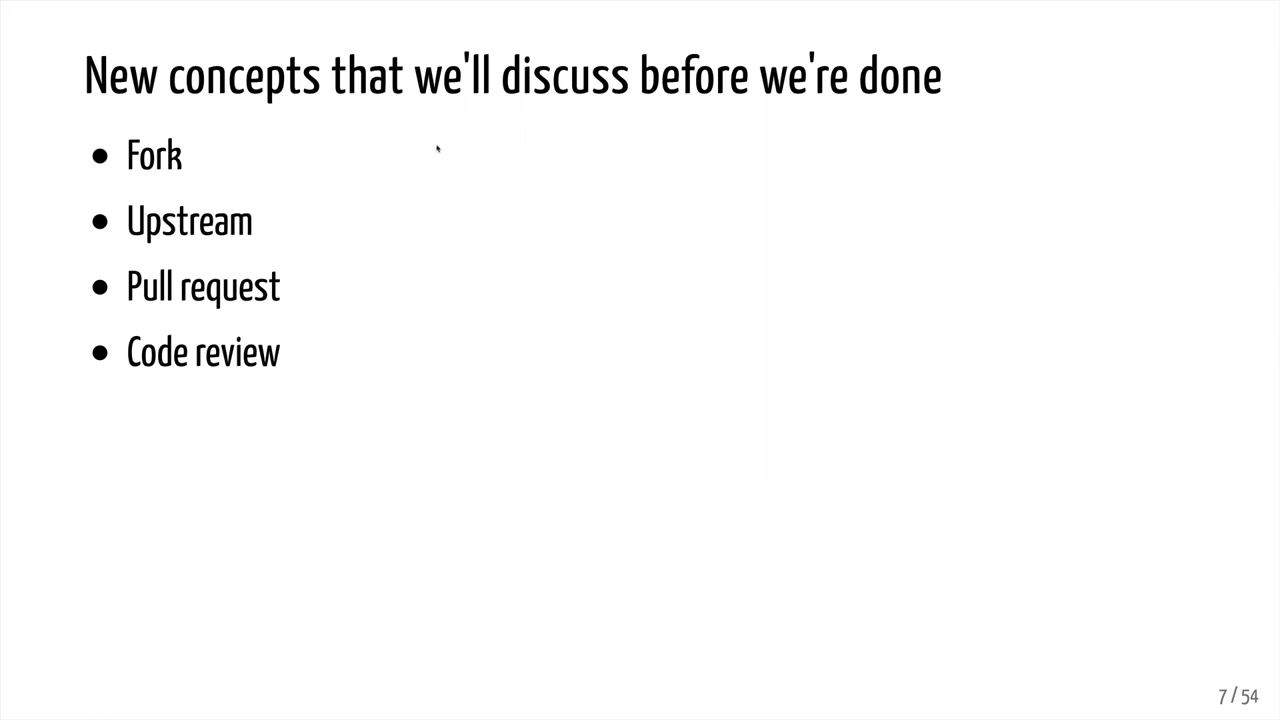 New concepts that we'll discuss before we're done
• Fork
• Upstream
• Pull request
• Code review
7 / 54